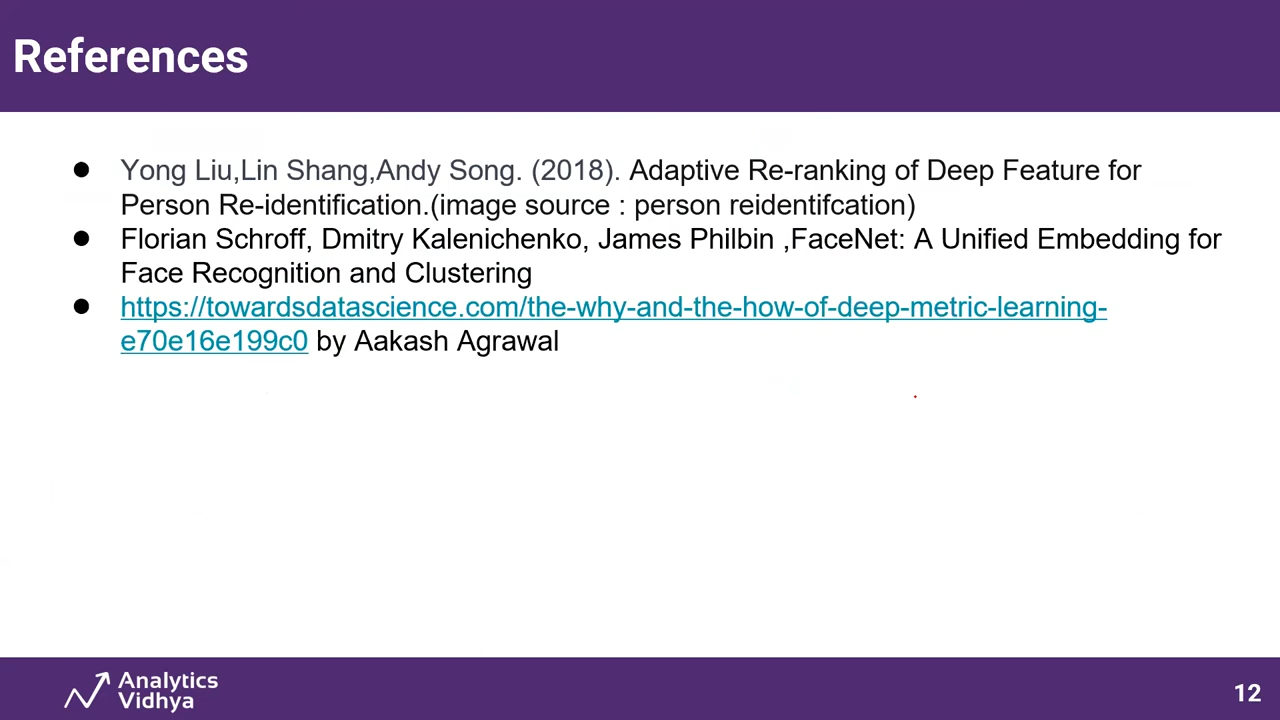 References
● Yong Liu,Lin Shang,Andy Song. (2018). Adaptive Re-ranking of Deep Feature for
Person Re-identification.(image source : person reidentifcation)
● Florian Schroff, Dmitry Kalenichenko, James Philbin ,FaceNet: A Unified Embedding for
Face Recognition and Clustering
● https://towardsdatascience.com/the-why-and-the-how-of-deep-metric-learning-
e70e16e199c0 by Aakash Agrawal
Analytics
Vidhya
12